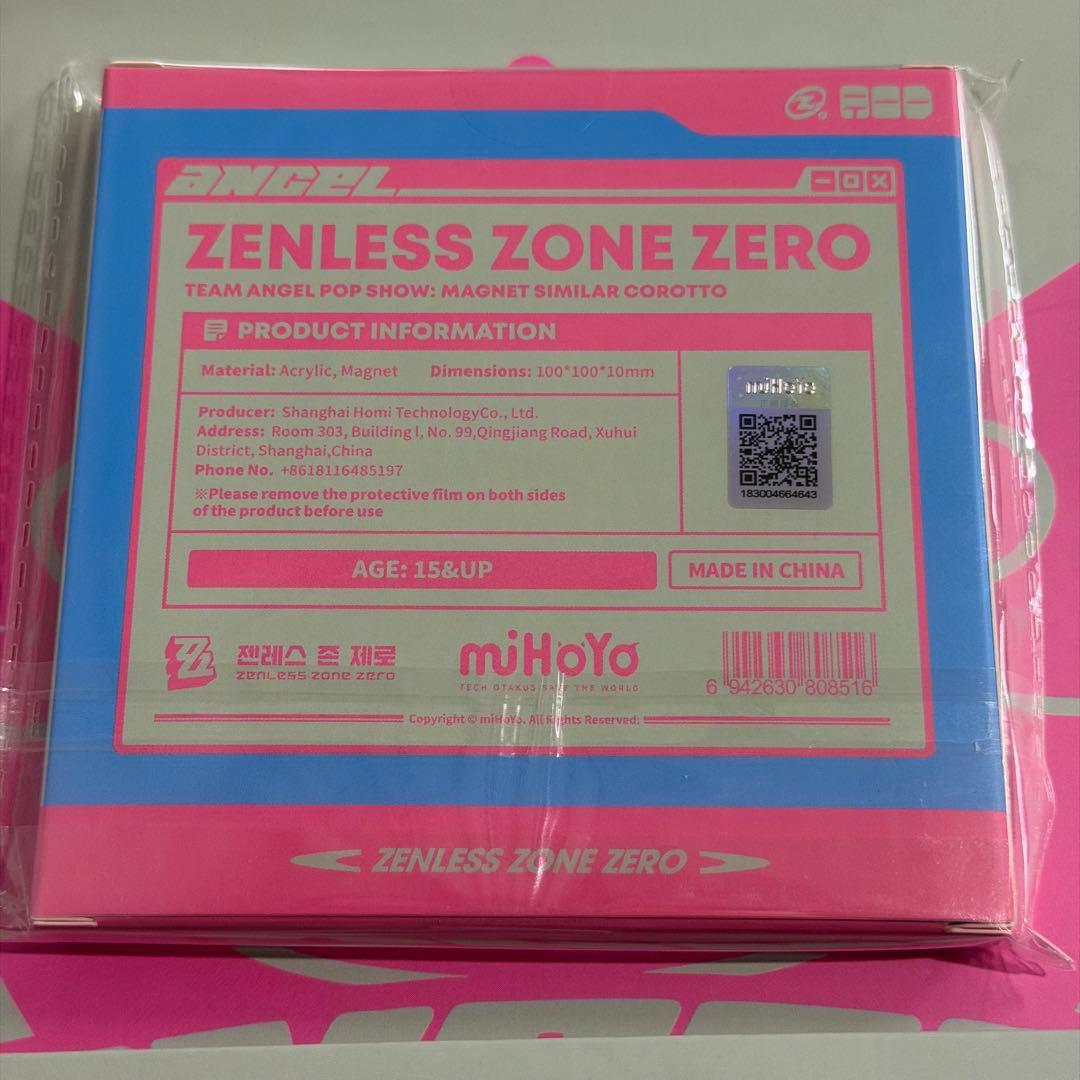 ANGEL
ZENLESS ZONE ZERO
TEAM ANGEL POP SHOW: MAGNET SIMILAR COROTTO
PRODUCT INFORMATION
Material: Acrylic, Magnet Dimensions: 100*100*10mm
miHoYo
183004664643
Producer: Shanghai Homi TechnologyCo., Ltd.
Address: Room 303, Building l, No. 99,Qingjiang Road, Xuhui
District, Shanghai,China
Phone No. +8618116485197
※Please remove the protective film on both sides
of the product before use
AGE: 15&UP
MADE IN CHINA
젠레스 존 제로
ZENLESS ZONE ZERO
miHoYo
TECH OTAKUS SAVE THE WORLD
6 942630 808516
Copyright © miHoYo. All Rights Reserved.
ZENLESS ZONE ZERO